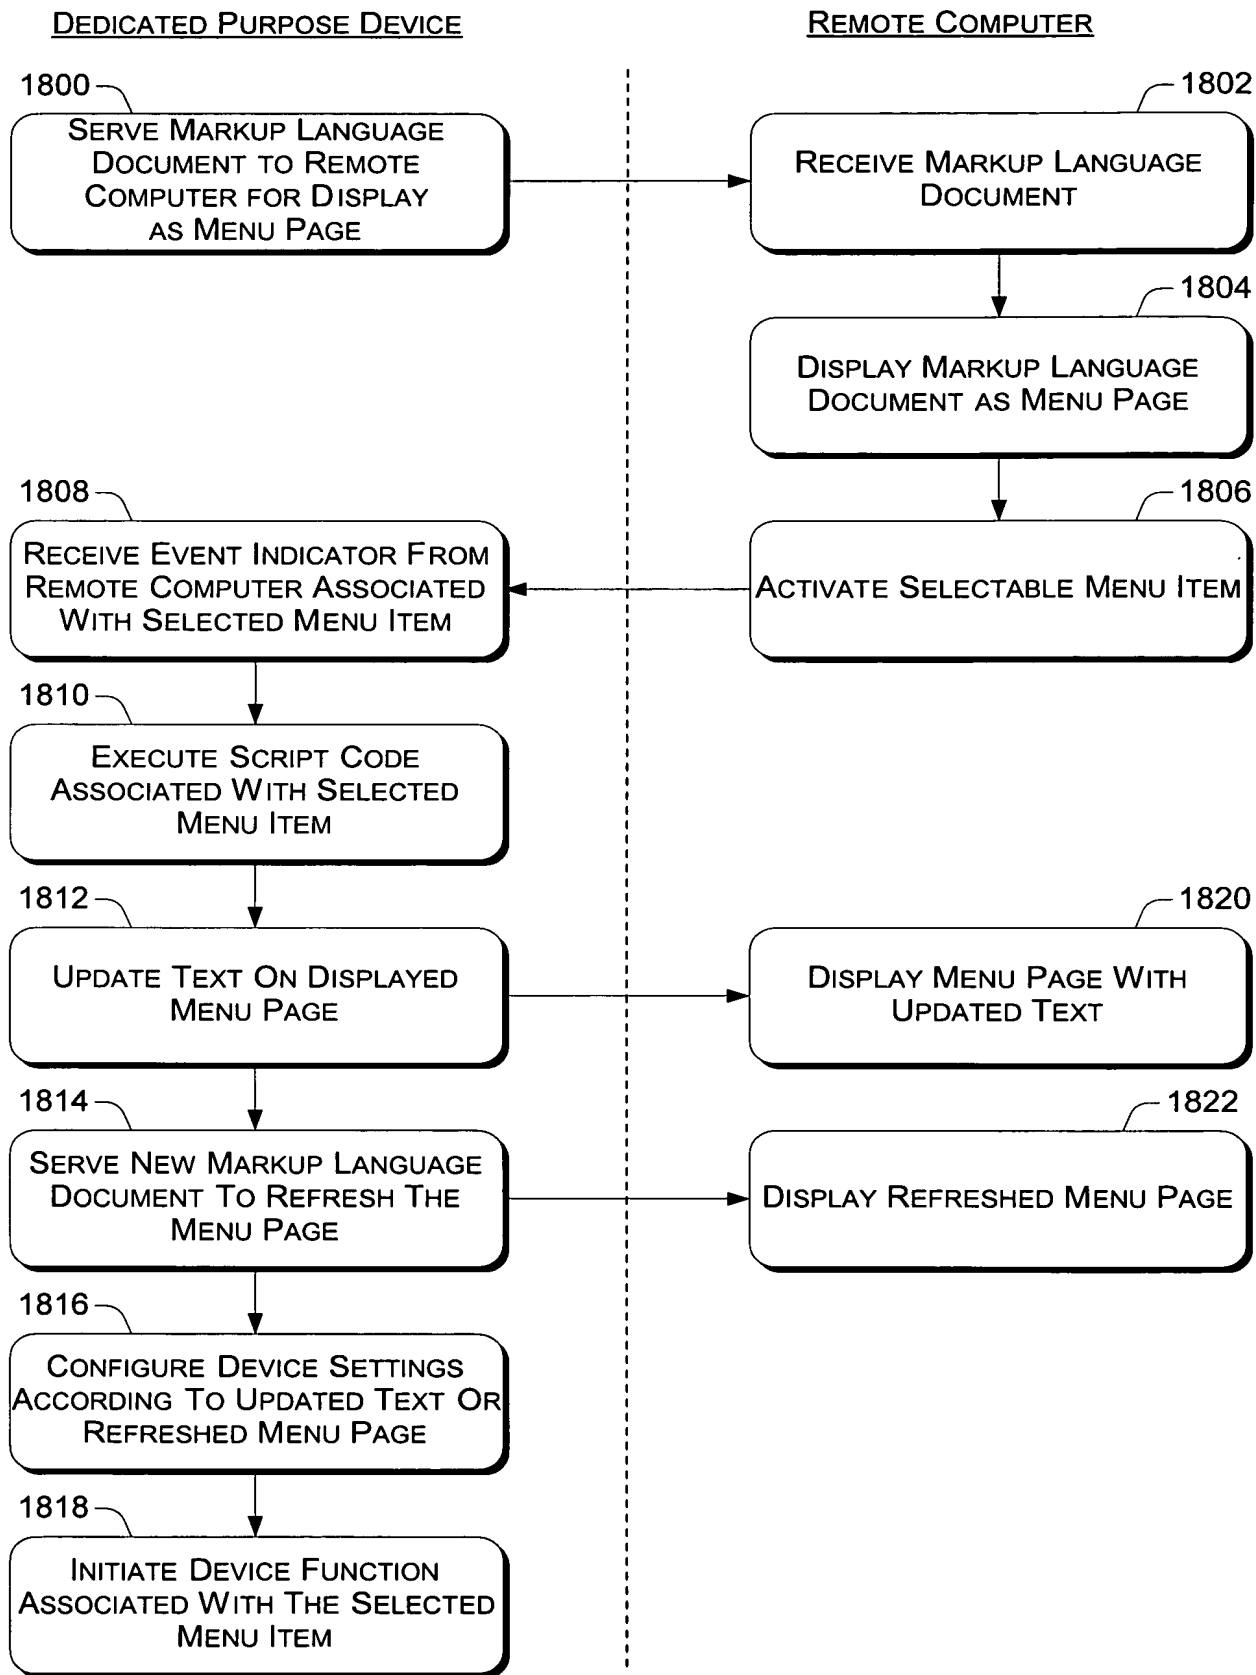 DEDICATED PURPOSE DEVICE
REMOTE COMPUTER
1800
SERVE MARKUP LANGUAGE
DOCUMENT TO REMOTE
COMPUTER FOR DISPLAY
AS MENU PAGE
1802
RECEIVE MARKUP LANGUAGE
DOCUMENT
1804
DISPLAY MARKUP LANGUAGE
DOCUMENT AS MENU PAGE
1806
ACTIVATE SELECTABLE MENU ITEM
1808
RECEIVE EVENT INDICATOR FROM
REMOTE COMPUTER ASSOCIATED
WITH SELECTED MENU ITEM
1810
EXECUTE SCRIPT CODE
ASSOCIATED WITH SELECTED
MENU ITEM
1812
UPDATE TEXT ON DISPLAYED
MENU PAGE
1820
DISPLAY MENU PAGE WITH
UPDATED TEXT
1814
SERVE NEW MARKUP LANGUAGE
DOCUMENT TO REFRESH THE
MENU PAGE
1822
DISPLAY REFRESHED MENU PAGE
1816
CONFIGURE DEVICE SETTINGS
ACCORDING TO UPDATED TEXT OR
REFRESHED MENU PAGE
1818
INITIATE DEVICE FUNCTION
ASSOCIATED WITH THE SELECTED
MENU ITEM